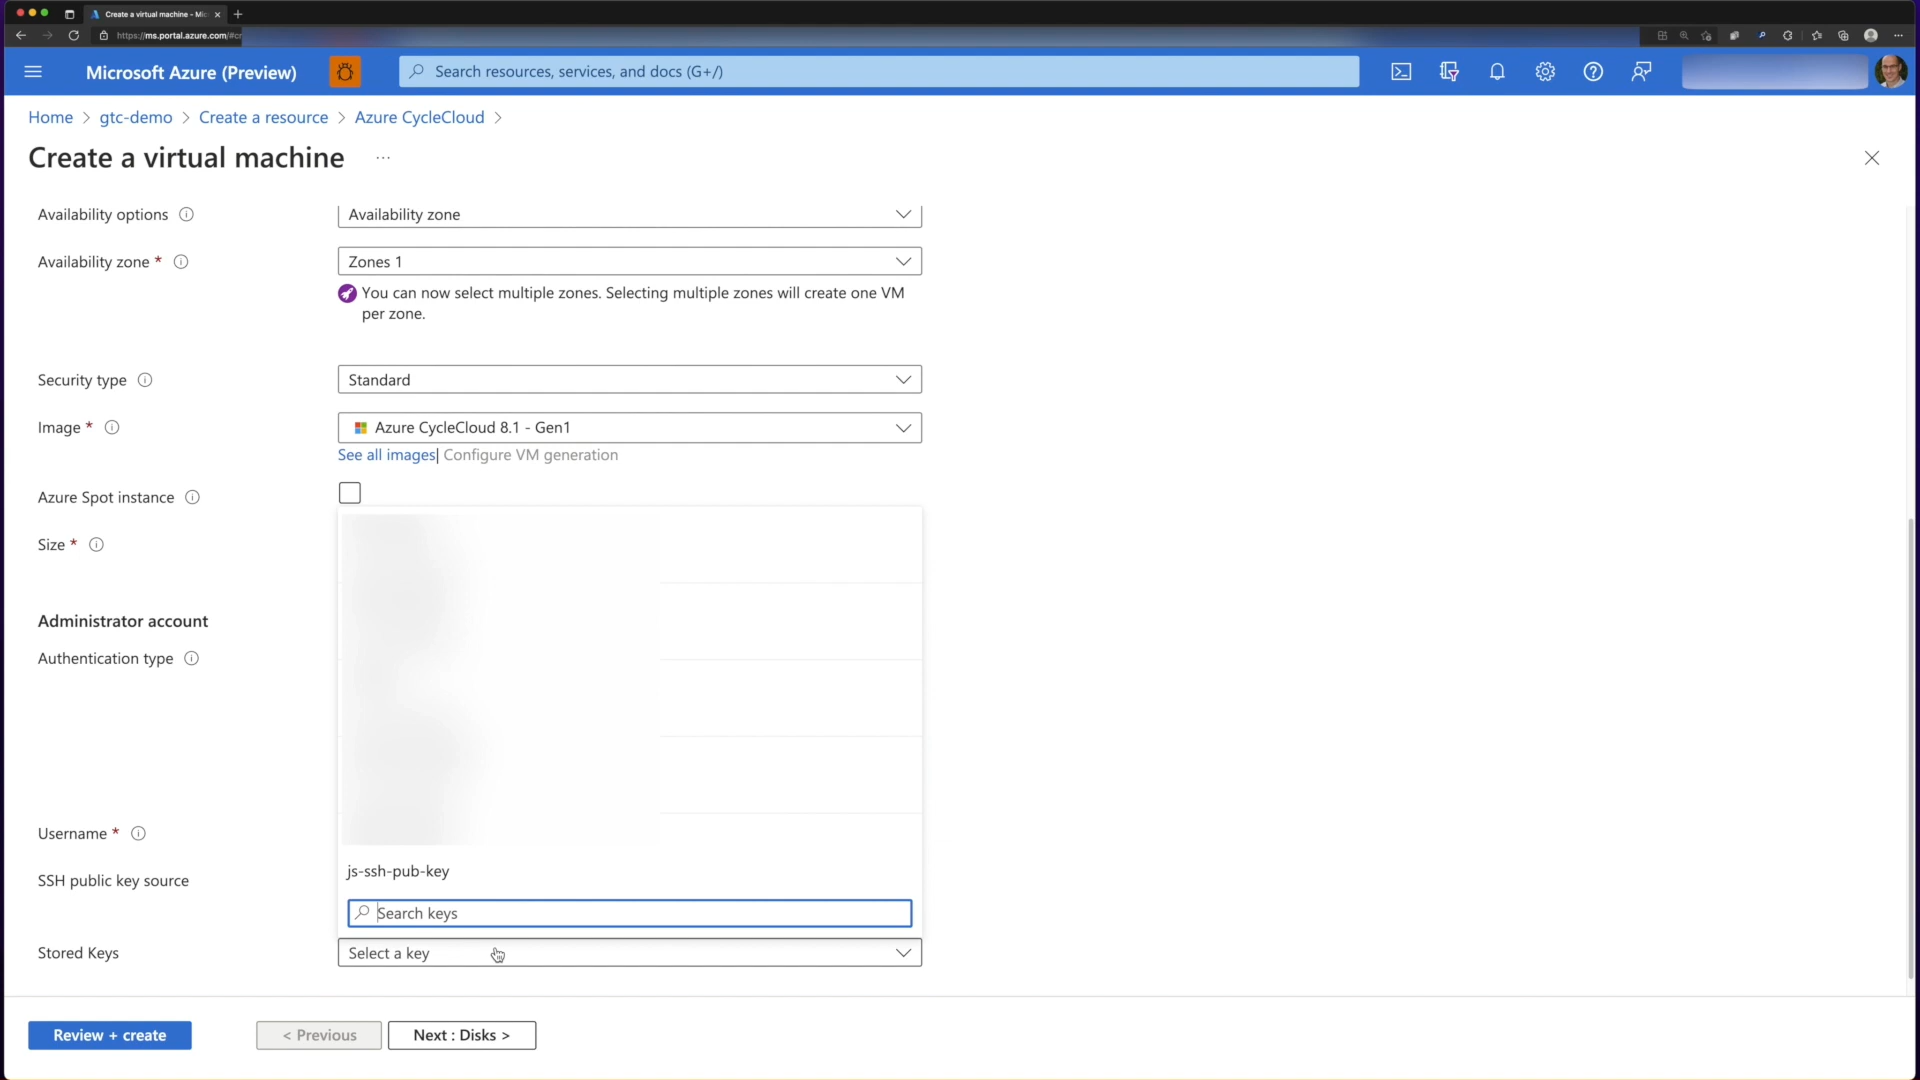 Create a virtual machine - Mic
https://ms.portal.azure.com/#cr
Microsoft Azure (Preview)
Search resources, services, and docs (G+/)
Home > gtc-demo > Create a resource > Azure CycleCloud >
Create a virtual machine ...
Availability options
Availability zone
Availability zone *
Zones 1
You can now select multiple zones. Selecting multiple zones will create one VM
per zone.
Security type
Standard
Image *
Azure CycleCloud 8.1 - Gen1
See all images| Configure VM generation
Azure Spot instance
Size *
Administrator account
Authentication type
Username *
js-ssh-pub-key
SSH public key source
Search keys
Stored Keys
Select a key
Review + create
< Previous
Next : Disks >